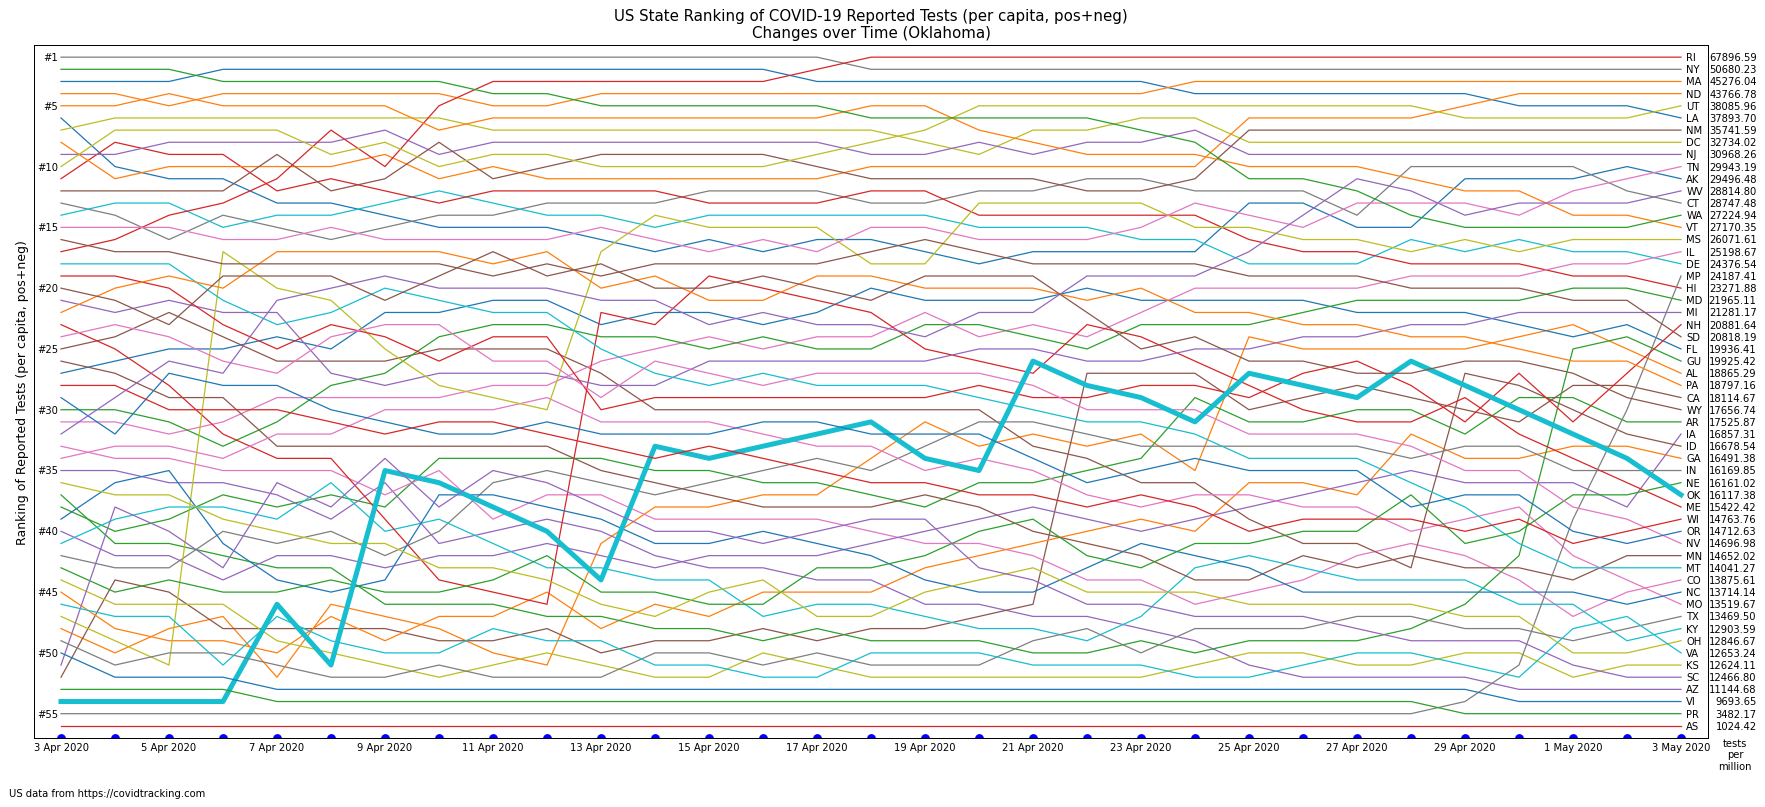 US State Ranking of COVID-19 Reported Tests (per capita, pos+neg)
Changes over Time (Oklahoma)
Ranking of Reported Tests (per capita, pos+neg)
#1
#5
#10
#15
#20
#25
#30
#35
#40
#45
#50
#55
RI 67896.59
NY 50680.23
MA 45276.04
ND 43766.78
UT 38085.96
LA 37893.70
NM 35741.59
DC 32734.02
NJ 30968.26
TN 29943.19
AK 29496.48
WV 28814.80
CT 28747.48
WA 27224.94
VT 27170.35
MS 26071.61
IL 25198.67
DE 24376.54
MP 24187.41
HI 23271.88
MD 21965.11
MI 21281.17
NH 20881.64
SD 20818.19
FL 19936.41
GU 19925.42
AL 18865.29
PA 18797.16
CA 18114.67
WY 17656.74
AR 17525.87
IA 16857.31
ID 16678.54
GA 16491.38
IN 16169.85
NE 16161.02
OK 16117.38
ME 15422.42
WI 14763.76
OR 14712.63
NV 14696.98
MN 14652.02
MT 14041.27
CO 13875.61
NC 13714.14
MO 13519.67
TX 13469.50
KY 12903.59
OH 12846.67
VA 12653.24
KS 12624.11
SC 12466.80
AZ 11144.68
VI 9693.65
PR 3482.17
AS 1024.42
3 Apr 2020 5 Apr 2020 7 Apr 2020 9 Apr 2020 11 Apr 2020 13 Apr 2020 15 Apr 2020 17 Apr 2020 19 Apr 2020 21 Apr 2020 23 Apr 2020 25 Apr 2020 27 Apr 2020 29 Apr 2020 1 May 2020 3 May 2020
tests
per
million
US data from https://covidtracking.com